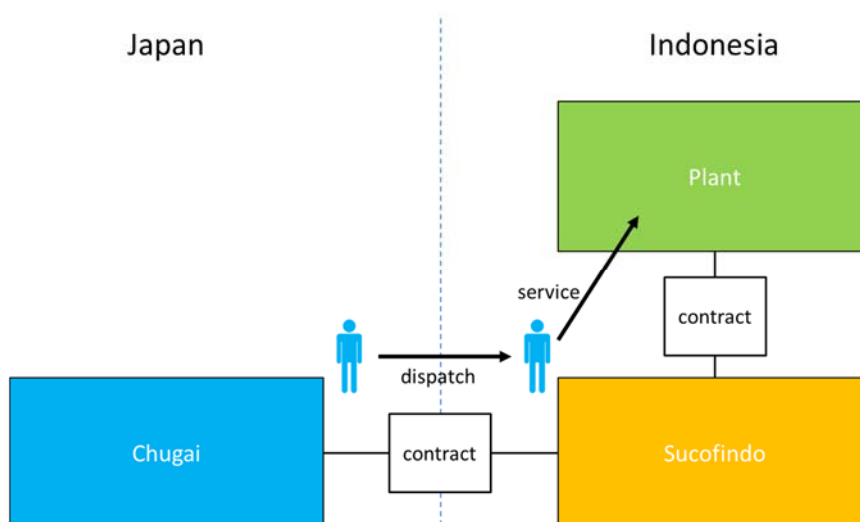 Japan
Indonesia
Plant
service
contract
dispatch
Chugai
contract
Sucofindo